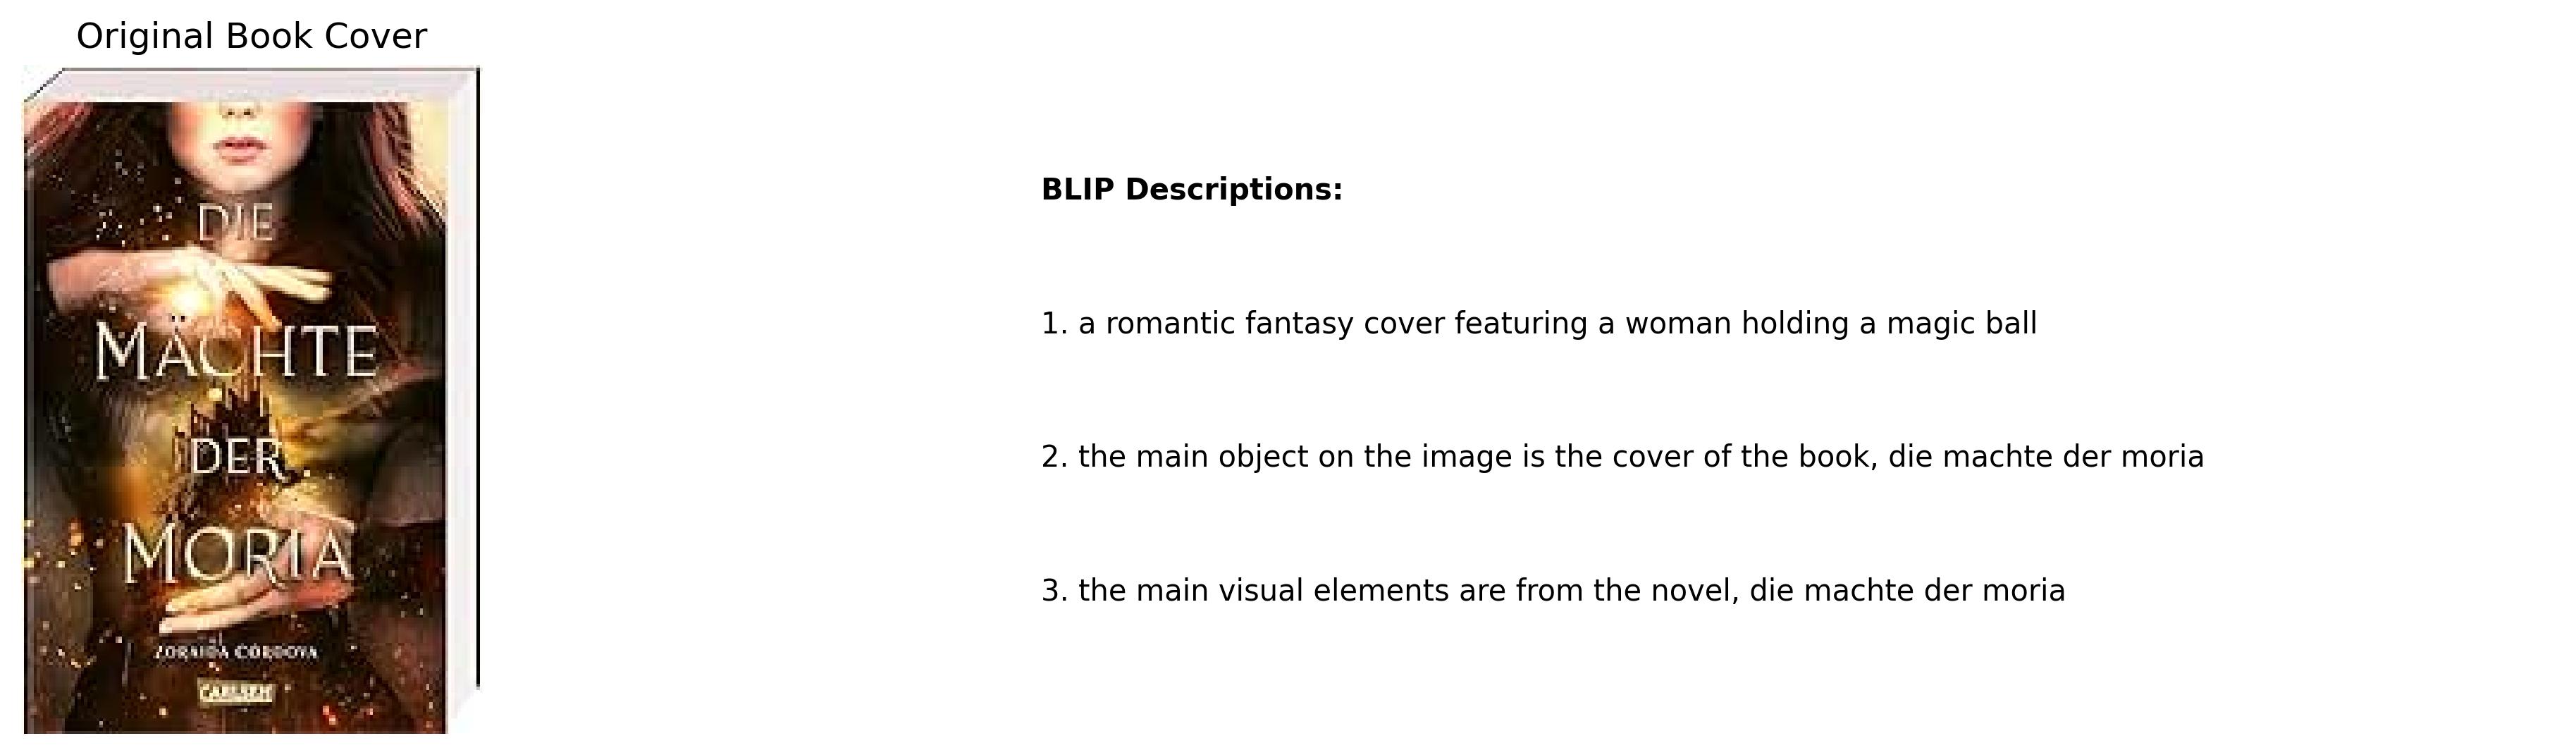 Original Book Cover
DIE
MÄCHTE
DER
MORIA
ZORAIDA CÓRDOVA
CARLSEN
BLIP Descriptions:
1. a romantic fantasy cover featuring a woman holding a magic ball
2. the main object on the image is the cover of the book, die machte der moria
3. the main visual elements are from the novel, die machte der moria